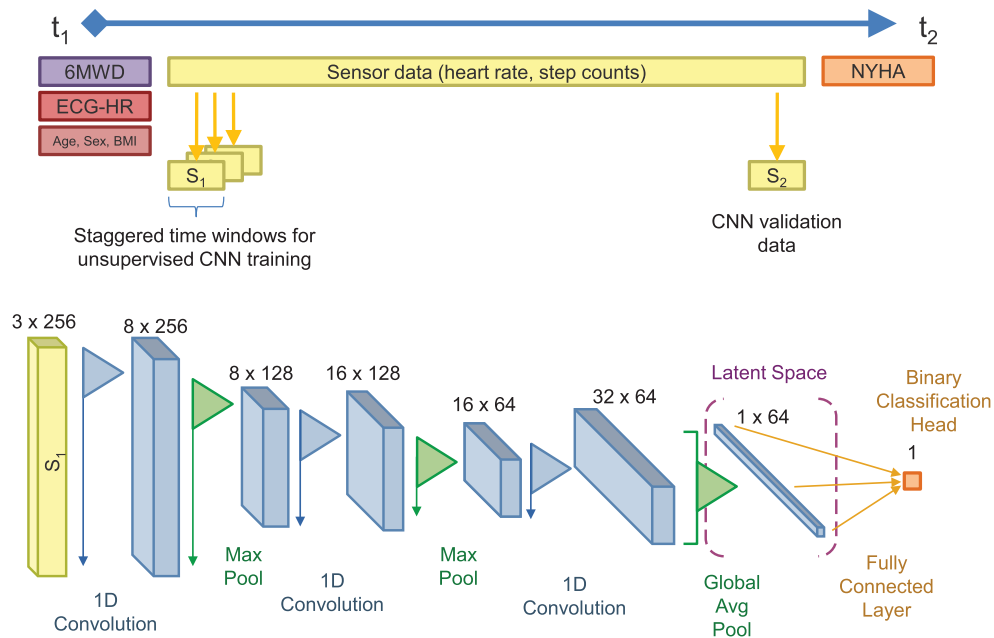 t1
t2
6MWD
Sensor data (heart rate, step counts)
NYHA
ECG-HR
Age, Sex, BMI
S1
S2
Staggered time windows for
unsupervised CNN training
CNN validation
data
3 x 256
8 x 256
8 x 128
16 x 128
16 x 64
32 x 64
Latent Space
1 x 64
Binary
Classification
Head
1
S1
1D
Convolution
Max
Pool
1D
Convolution
Max
Pool
1D
Convolution
Global
Avg
Pool
Fully
Connected
Layer